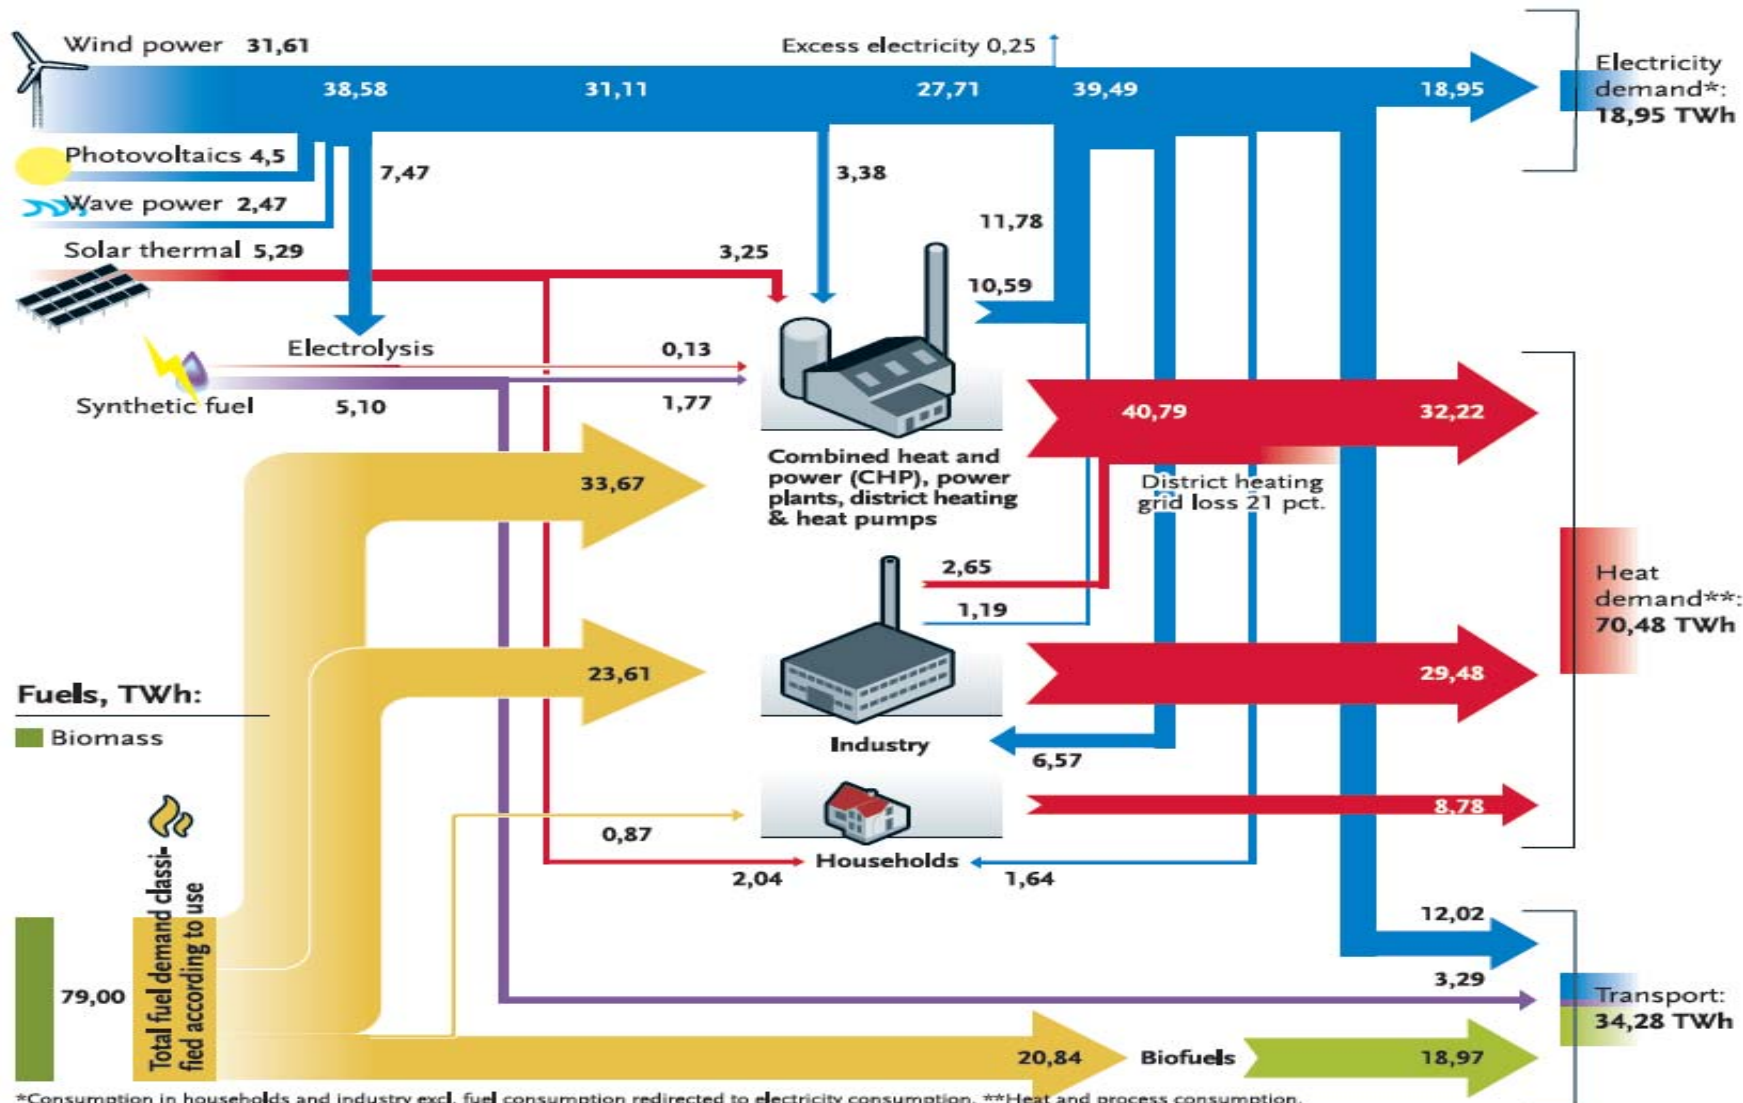 Wind power 31,61
Excess electricity 0,25
38,58
31,11
27,71
39,49
18,95
Electricity
demand*:
18,95 TWh
Photovoltaics 4,5
7,47
3,38
Wave power 2,47
11,78
Solar thermal 5,29
3,25
10,59
Electrolysis
0,13
Synthetic fuel
5,10
1,77
40,79
32,22
Combined heat and
power (CHP), power
plants, district heating
& heat pumps
33,67
District heating
grid loss 21 pct.
2,65
1,19
Heat
demand**:
70,48 TWh
23,61
29,48
Fuels, TWh:
Biomass
Industry
6,57
8,78
0,87
Households
2,04
1,64
Total fuel demand classi-
fied according to use
79,00
12,02
3,29
Transport:
34,28 TWh
20,84
Biofuels
18,97
*Consumption in households and industry excl. fuel consumption redirected to electricity consumption. **Heat and process consumption.